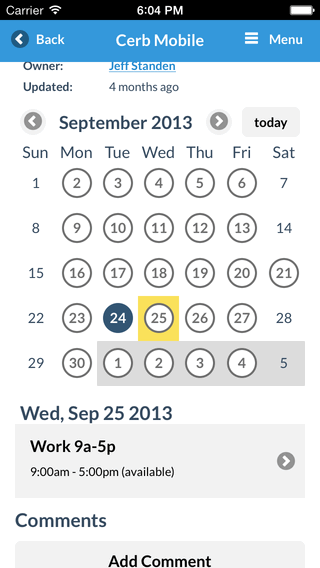 Carrier 6:04 PM
Back Cerb Mobile Menu
Owner: Jeff Standen
Updated: 4 months ago
September 2013 today
Sun Mon Tue Wed Thu Fri Sat
1 2 3 4 5 6 7
8 9 10 11 12 13 14
15 16 17 18 19 20 21
22 23 24 25 26 27 28
29 30 1 2 3 4 5
Wed, Sep 25 2013
Work 9a-5p
9:00am - 5:00pm (available)
Comments
Add Comment